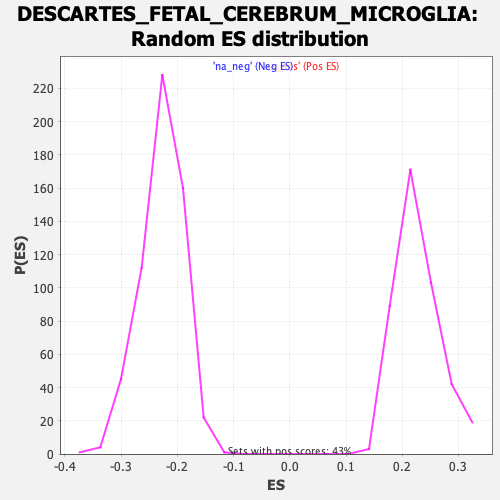 DESCARTES_FETAL_CEREBRUM_MICROGLIA:
Random ES distribution
'na_neg' (Neg ES)s' (Pos ES)
220
200
180
160
140
120
100
80
60
40
20
0
P(ES)
Sets with pos scores: 43%
-0.4 -0.3 -0.2 -0.1 0.0 0.1 0.2 0.3
ES